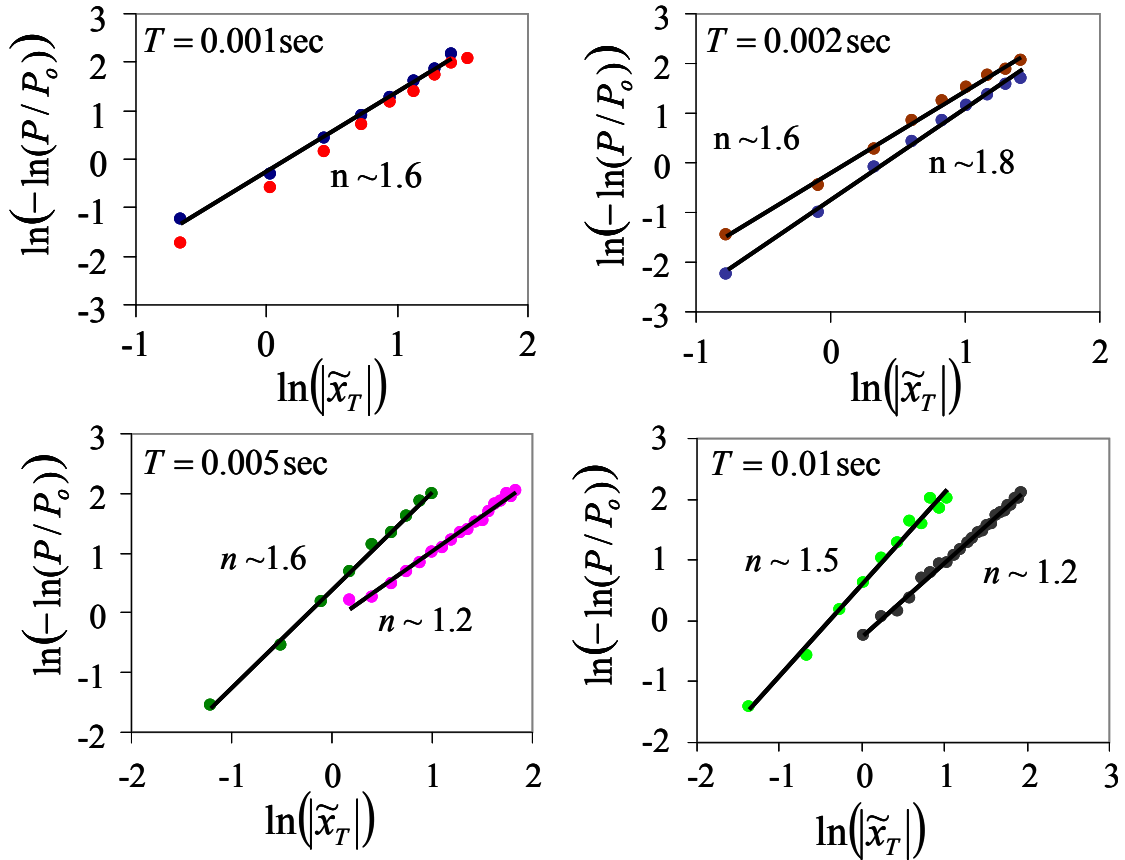 T = 0.001sec
ln(−ln(P / Pₒ))
3
2
1
0
-1
-2
-3
n ~1.6
-1 0 1 2
ln(|x̃_T|)
T = 0.002sec
ln(−ln(P / Pₒ))
3
2
1
0
-1
-2
-3
n ~1.6
n ~1.8
-1 0 1 2
ln(|x̃_T|)
T = 0.005sec
ln(−ln(P / Pₒ))
3
2
1
0
-1
-2
n ~1.6
n ~ 1.2
-2 -1 0 1 2
ln(|x̃_T|)
T = 0.01sec
ln(−ln(P / Pₒ))
3
2
1
0
-1
-2
n ~ 1.5
n ~ 1.2
-2 -1 0 1 2 3
ln(|x̃_T|)